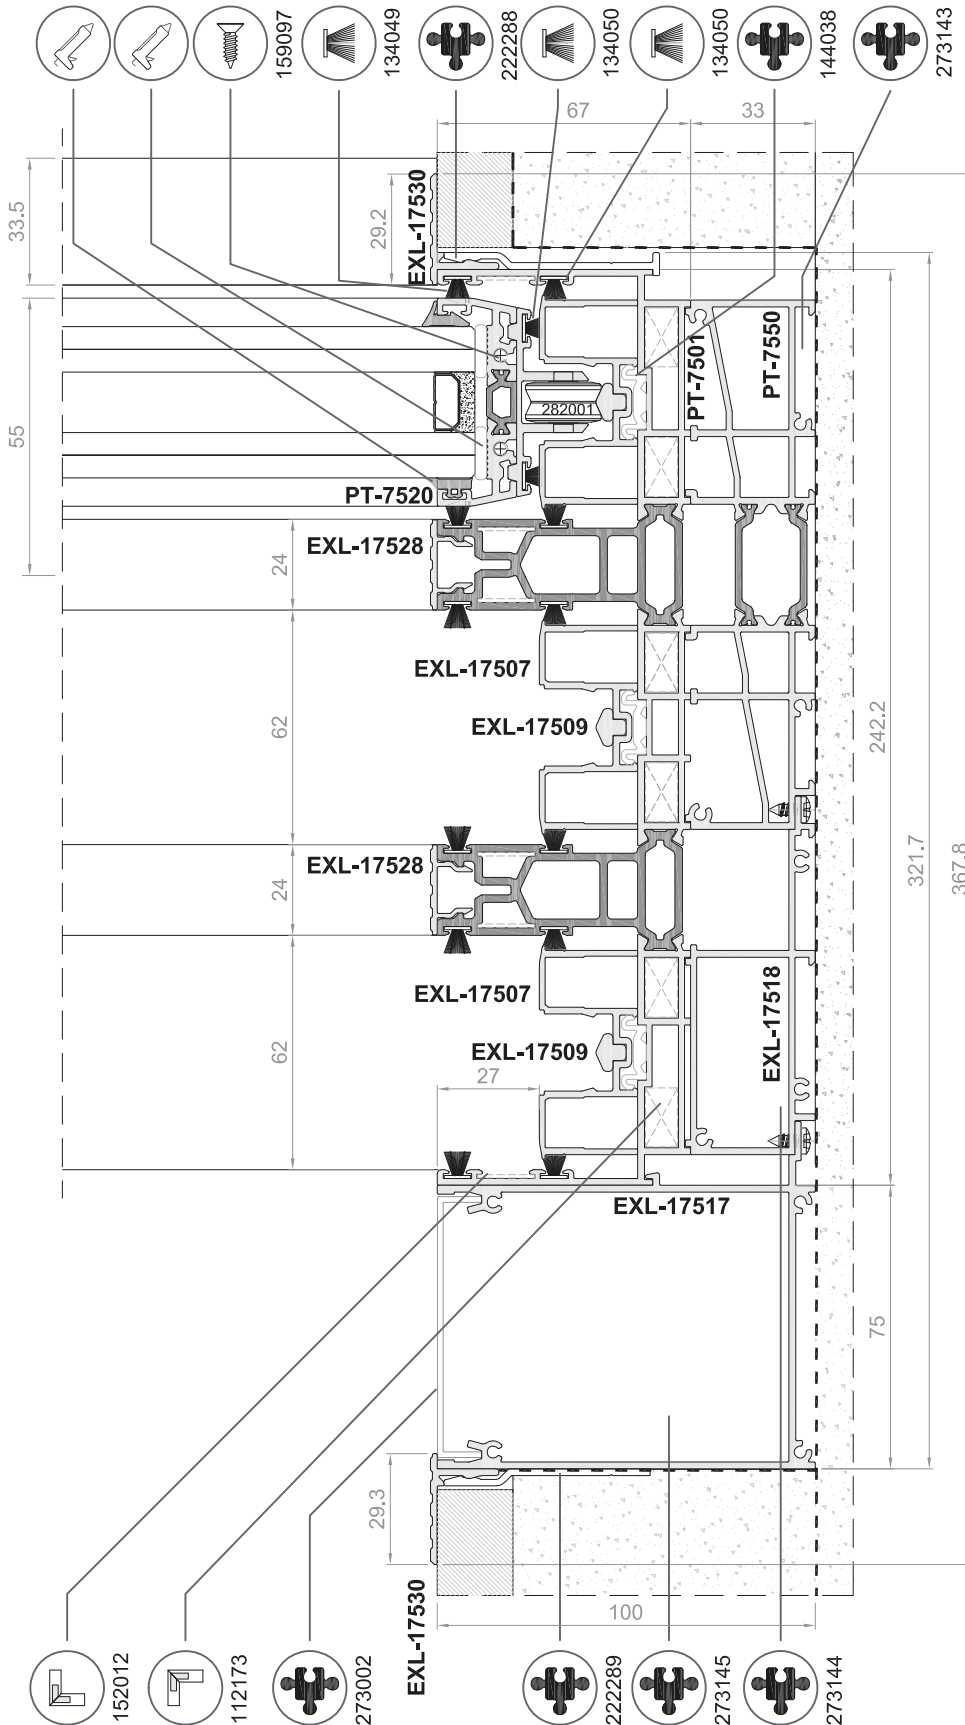 159097
134049
222288
134050
134050
144038
273143
67
33
33.5
29.2
EXL-17530
55
PT-7501
PT-7550
282001
PT-7520
EXL-17528
24
EXL-17507
62
EXL-17509
242.2
EXL-17528
24
321.7
367.8
EXL-17507
EXL-17518
62
EXL-17509
27
EXL-17517
75
29.3
EXL-17530
100
152012
112173
273002
222289
273145
273144